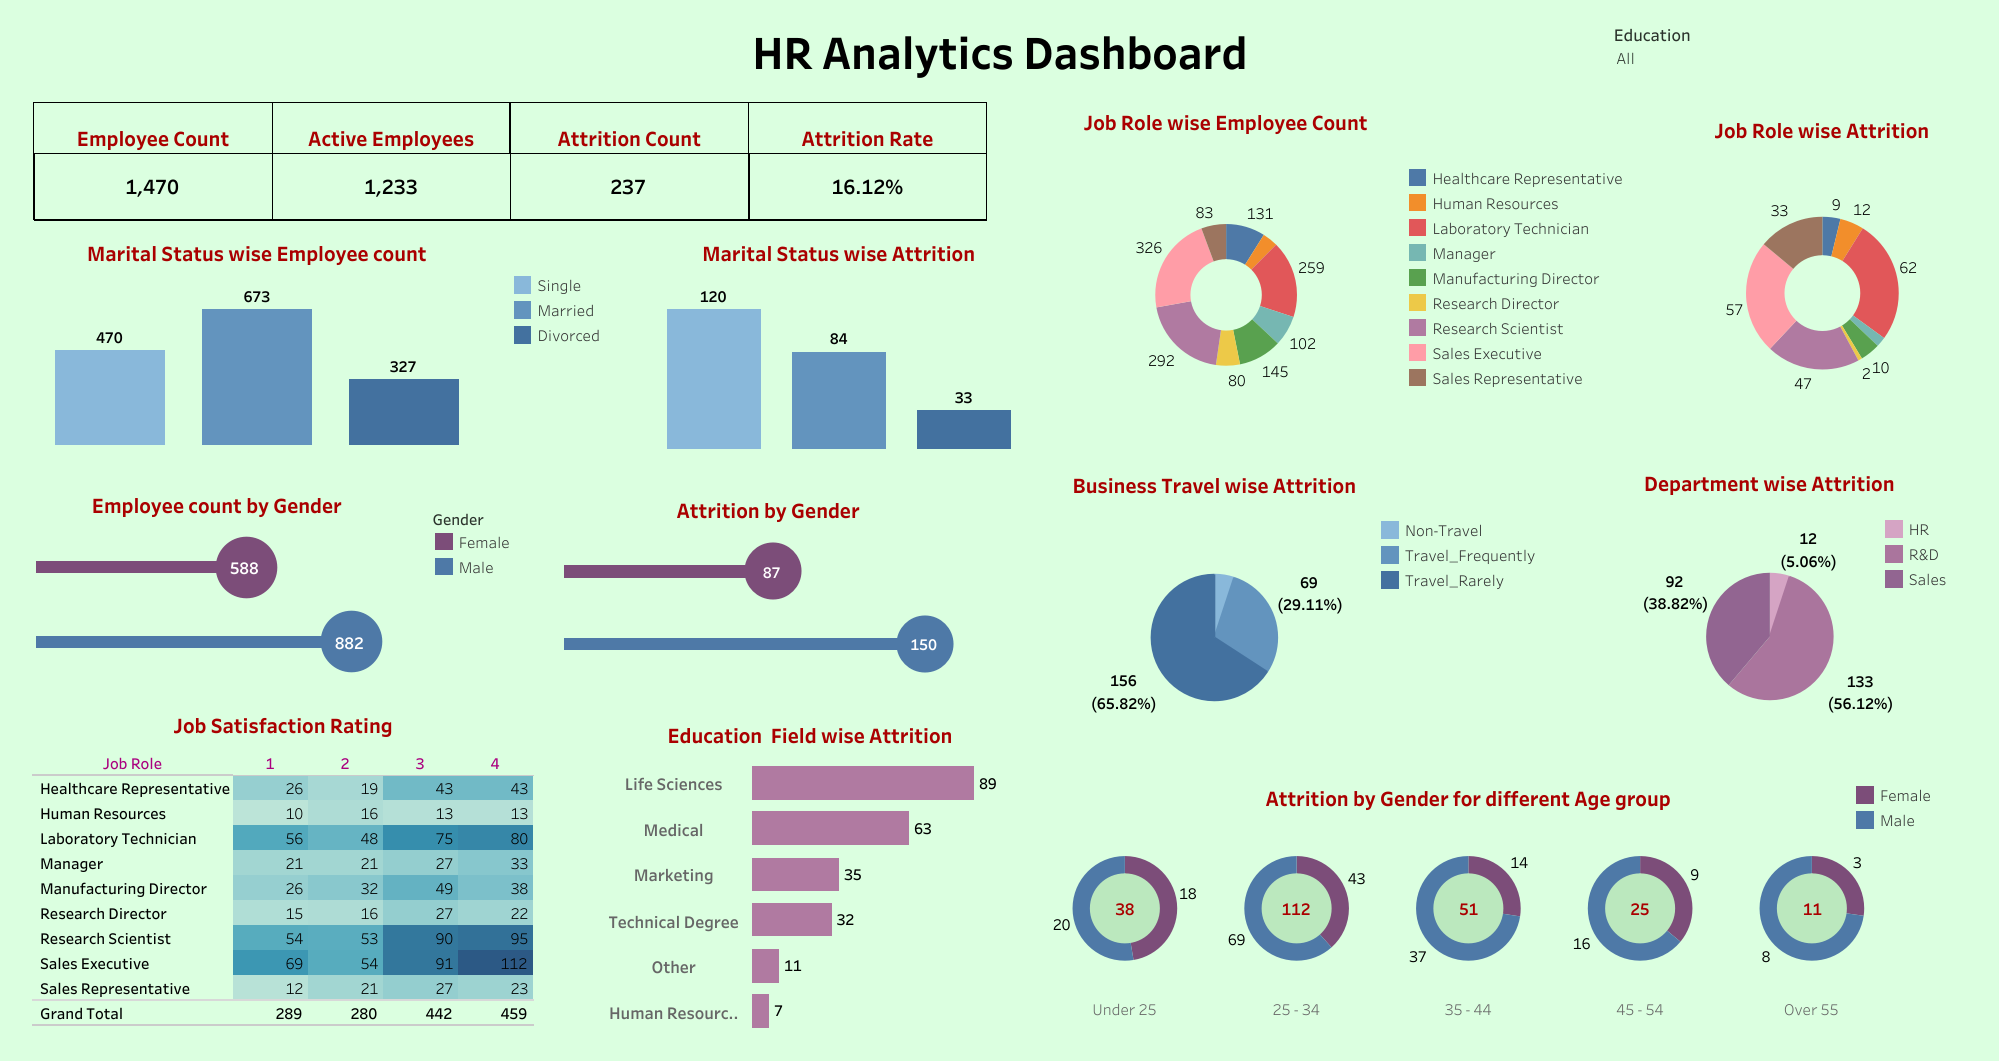 HR Analytics Dashboard
Education
All
Employee Count Active Employees Attrition Count Attrition Rate
1,470 1,233 237 16.12%
Marital Status wise Employee count
470
673
327
Single
Married
Divorced
Marital Status wise Attrition
120
84
33
Job Role wise Employee Count
83 131
326
259
102
292
145
80
Healthcare Representative
Human Resources
Laboratory Technician
Manager
Manufacturing Director
Research Director
Research Scientist
Sales Executive
Sales Representative
Job Role wise Attrition
33 9 12
62
57
47
2 10
Employee count by Gender
588
882
Gender
Female
Male
Attrition by Gender
87
150
Business Travel wise Attrition
69
(29.11%)
156
(65.82%)
Non-Travel
Travel_Frequently
Travel_Rarely
Department wise Attrition
12
(5.06%)
92
(38.82%)
133
(56.12%)
HR
R&D
Sales
Job Satisfaction Rating
Job Role 1 2 3 4
Healthcare Representative 26 19 43 43
Human Resources 10 16 13 13
Laboratory Technician 56 48 75 80
Manager 21 21 27 33
Manufacturing Director 26 32 49 38
Research Director 15 16 27 22
Research Scientist 54 53 90 95
Sales Executive 69 54 91 112
Sales Representative 12 21 27 23
Grand Total 289 280 442 459
Education Field wise Attrition
Life Sciences 89
Medical 63
Marketing 35
Technical Degree 32
Other 11
Human Resourc.. 7
Attrition by Gender for different Age group
Female
Male
18
38
20
43
112
69
14
51
37
9
25
16
3
11
8
Under 25 25 - 34 35 - 44 45 - 54 Over 55